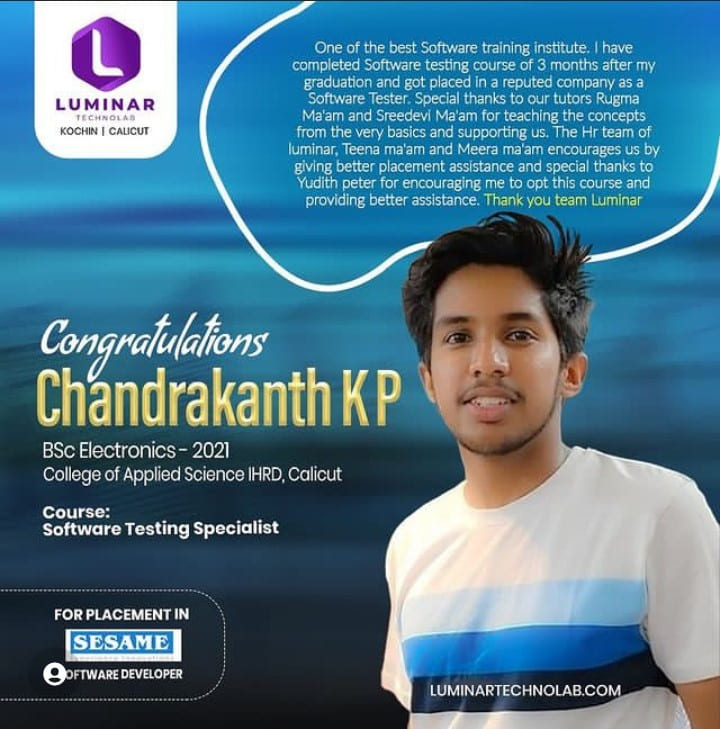 LUMINAR
TECHNOLAB
KOCHIN | CALICUT
One of the best Software training institute. I have
completed Software testing course of 3 months after my
graduation and got placed in a reputed company as a
Software Tester. Special thanks to our tutors Rugma
Ma'am and Sreedevi Ma'am for teaching the concepts
from the very basics and supporting us. The Hr team of
luminar, Teena ma'am and Meera ma'am encourages us by
giving better placement assistance and special thanks to
Yudith peter for encouraging me to opt this course and
providing better assistance. Thank you team Luminar
Congratulations
Chandrakanth K P
BSc Electronics - 2021
College of Applied Science IHRD, Calicut
Course:
Software Testing Specialist
FOR PLACEMENT IN
SESAME
OFTWARE DEVELOPER
LUMINARTECHNOLAB.COM